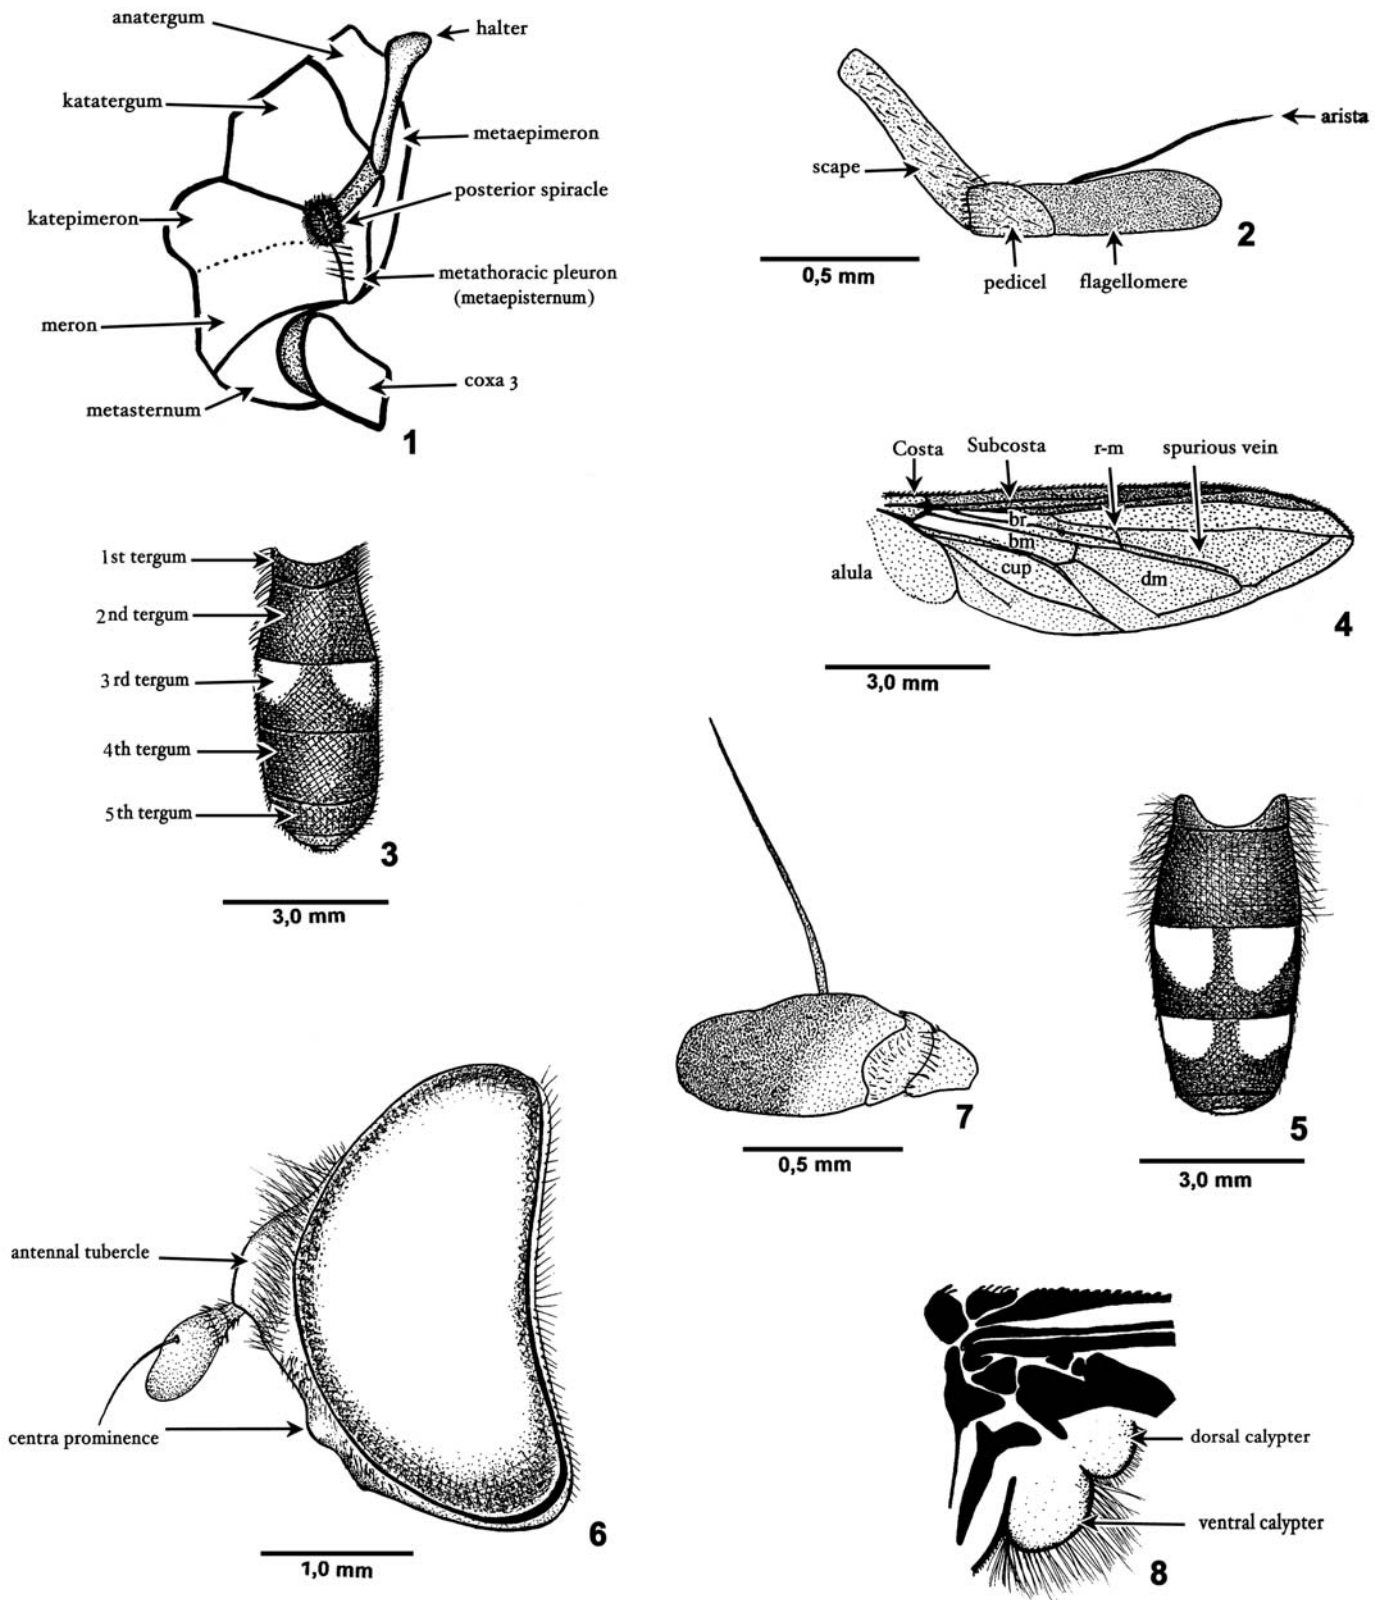 anatergum
halter
katatergum
metaepimeron
posterior spiracle
katepimeron
metathoracic pleuron
(metaepisternum)
meron
coxa 3
metasternum
1
arista
scape
2
0,5 mm
pedicel
flagellomere
1st tergum
2nd tergum
3rd tergum
4th tergum
5th tergum
3
3,0 mm
Costa
Subcosta
r-m
spurious vein
br
bm
cup
dm
alula
4
3,0 mm
7
0,5 mm
5
3,0 mm
antennal tubercle
centra prominence
6
1,0 mm
dorsal calypter
ventral calypter
8